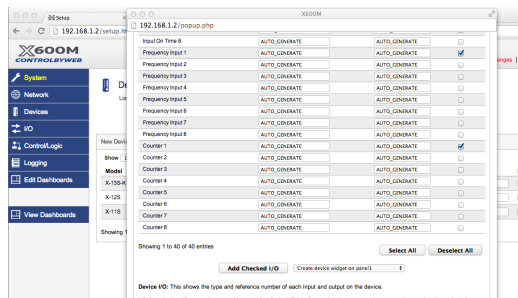 Setup
X600M
192.168.1.2/setup.ht
192.168.1.2/popup.php
X600M
CONTROLBYWEB
anges |
System
Network
Devices
I/O
Control/Logic
Logging
Edit Dashboards
View Dashboards
De
Lis
New Devic
Show 1
Model
X-13S-K
X-12S
X-11S
Showing 1
Input On Time 8 AUTO_GENERATE AUTO_GENERATE
Frequency Input 1 AUTO_GENERATE AUTO_GENERATE
Frequency Input 2 AUTO_GENERATE AUTO_GENERATE
Frequency Input 3 AUTO_GENERATE AUTO_GENERATE
Frequency Input 4 AUTO_GENERATE AUTO_GENERATE
Frequency Input 5 AUTO_GENERATE AUTO_GENERATE
Frequency Input 6 AUTO_GENERATE AUTO_GENERATE
Frequency Input 7 AUTO_GENERATE AUTO_GENERATE
Frequency Input 8 AUTO_GENERATE AUTO_GENERATE
Counter 1 AUTO_GENERATE AUTO_GENERATE
Counter 2 AUTO_GENERATE AUTO_GENERATE
Counter 3 AUTO_GENERATE AUTO_GENERATE
Counter 4 AUTO_GENERATE AUTO_GENERATE
Counter 5 AUTO_GENERATE AUTO_GENERATE
Counter 6 AUTO_GENERATE AUTO_GENERATE
Counter 7 AUTO_GENERATE AUTO_GENERATE
Counter 8 AUTO_GENERATE AUTO_GENERATE
Showing 1 to 40 of 40 entries
Select All Deselect All
Add Checked I/O Create device widget on panel1
Device I/O: This shows the type and reference number of each input and output on the device.